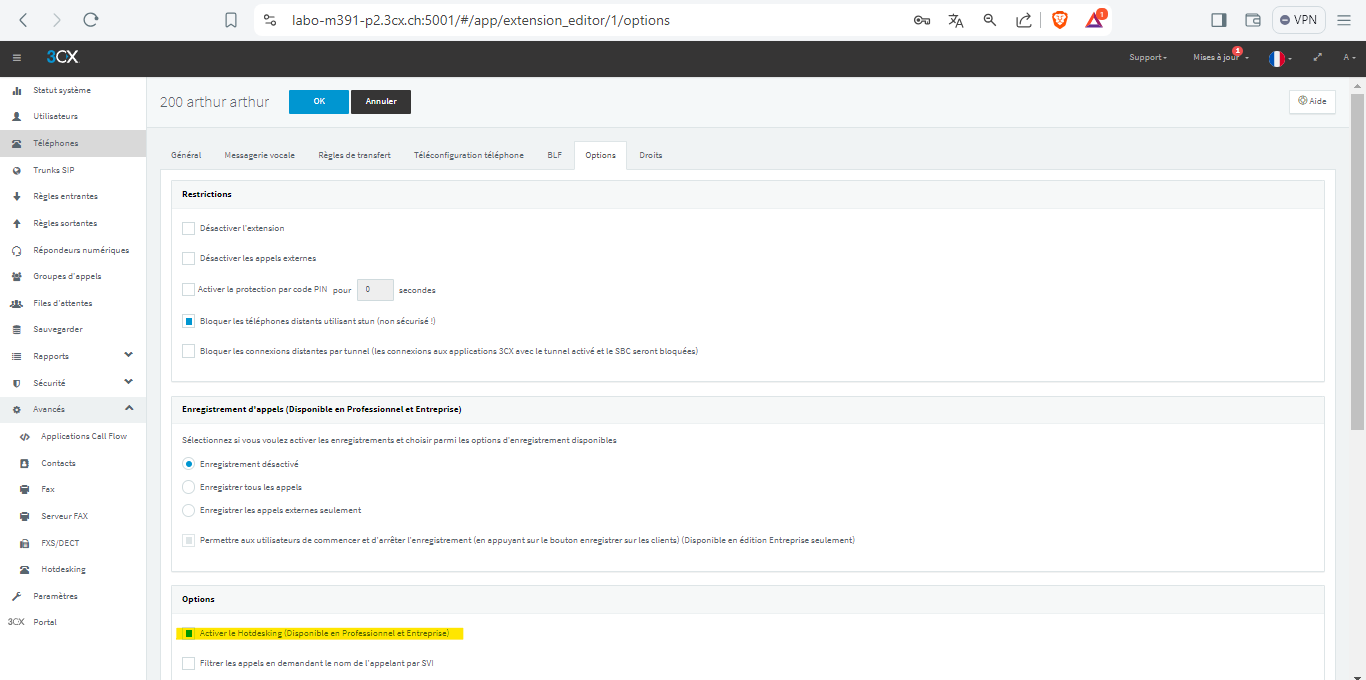 labo-m391-p2.3cx.ch:5001/#/app/extension_editor/1/options
1
VPN
3CX
Support
Mises à jour
1
A
Statut système
Utilisateurs
Téléphones
Trunks SIP
Règles entrantes
Règles sortantes
Répondeurs numériques
Groupes d'appels
Files d'attentes
Sauvegarder
Rapports
Sécurité
Avancés
Applications Call Flow
Contacts
Fax
Serveur FAX
FXS/DECT
Hotdesking
Paramètres
3CX Portal
200 arthur arthur
OK
Annuler
Aide
Général
Messagerie vocale
Règles de transfert
Téléconfiguration téléphone
BLF
Options
Droits
Restrictions
Désactiver l'extension
Désactiver les appels externes
Activer la protection par code PIN pour 0 secondes
Bloquer les téléphones distants utilisant stun (non sécurisé !)
Bloquer les connexions distantes par tunnel (les connexions aux applications 3CX avec le tunnel activé et le SBC seront bloquées)
Enregistrement d'appels (Disponible en Professionnel et Entreprise)
Sélectionnez si vous voulez activer les enregistrements et choisir parmi les options d'enregistrement disponibles
Enregistrement désactivé
Enregistrer tous les appels
Enregistrer les appels externes seulement
Permettre aux utilisateurs de commencer et d'arrêter l'enregistrement (en appuyant sur le bouton enregistrer sur les clients) (Disponible en édition Entreprise seulement)
Options
Activer le Hotdesking (Disponible en Professionnel et Entreprise)
Filtrer les appels en demandant le nom de l'appelant par SVI